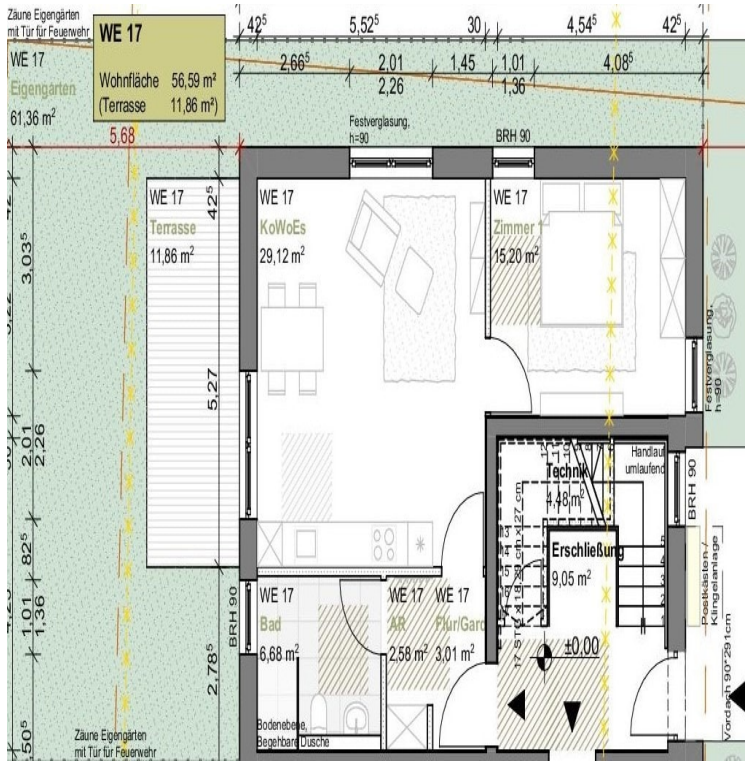 Zäune Eigengärten
mit Tür für Feuerwehr
WE 17
Wohnfläche 56,59 m²
(Terrasse 11,86 m²)
WE 17
Eigengarten
61,36 m²
5,68
42⁵ 5,52⁵ 30 4,54⁵ 42⁵
2,66⁵ 2,01 1,45 1,01 4,08⁵
2,26 1,36
Festverglasung,
h=90
BRH 90
WE 17
Terrasse
11,86 m²
42⁵
WE 17
KoWoEs
29,12 m²
WE 17
Zimmer 1
15,20 m²
3,03⁵
5,27
2,01
2,26
82⁵
1,01
1,36
2,78⁵
BRH 90
Festverglasung,
h=90
Technik
4,48 m²
Handlauf
umlaufend
BRH 90
Erschließung
9,05 m²
Postkästen /
Klingelanlage
±0,00
Vordach 90*291cm
WE 17
Bad
6,68 m²
WE 17
AR
2,58 m²
WE 17
Flur/Gard
3,01 m²
Bodenebene,
Begehbare Dusche
Zäune Eigengärten
mit Tür für Feuerwehr